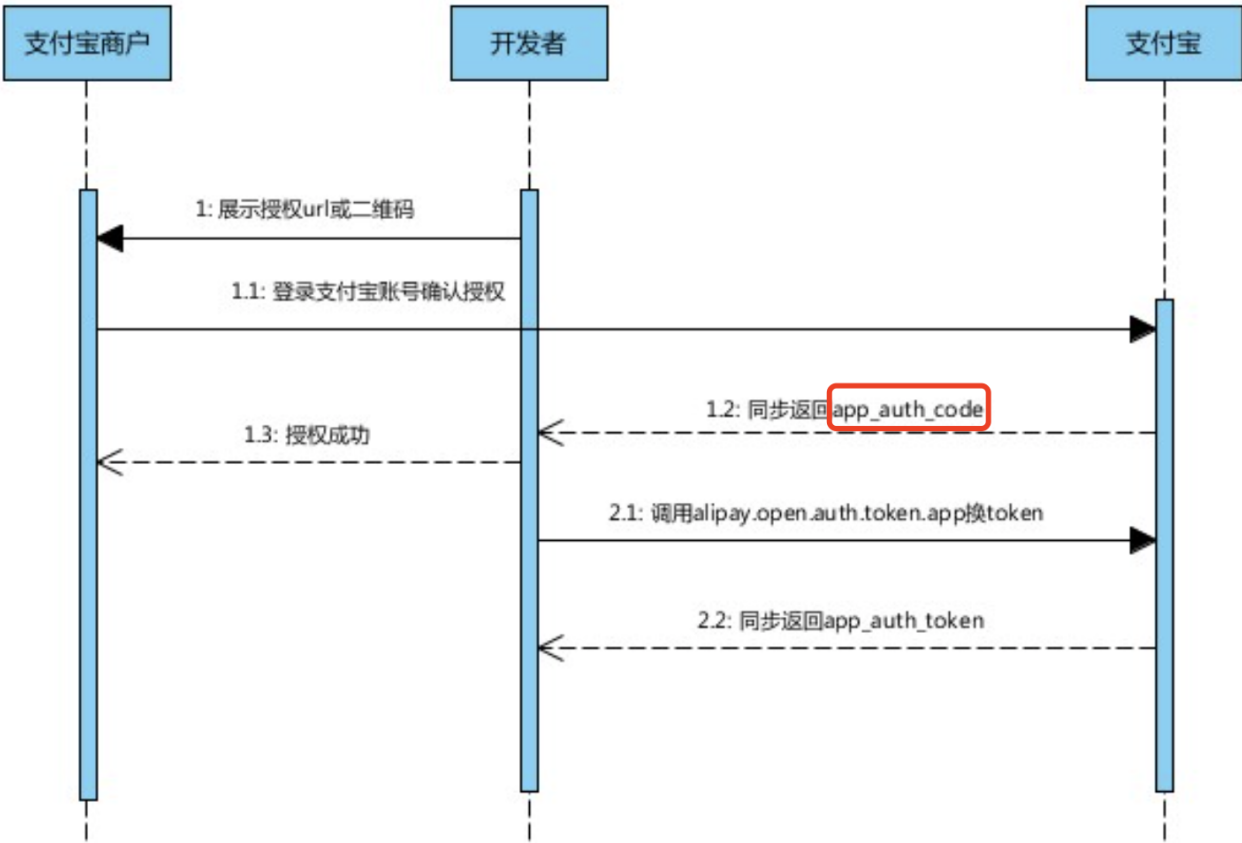 支付宝商户
开发者
支付宝
1: 展示授权url或二维码
1.1: 登录支付宝账号确认授权
1.2: 同步返回app_auth_code
1.3: 授权成功
2.1: 调用alipay.open.auth.token.app换token
2.2: 同步返回app_auth_token